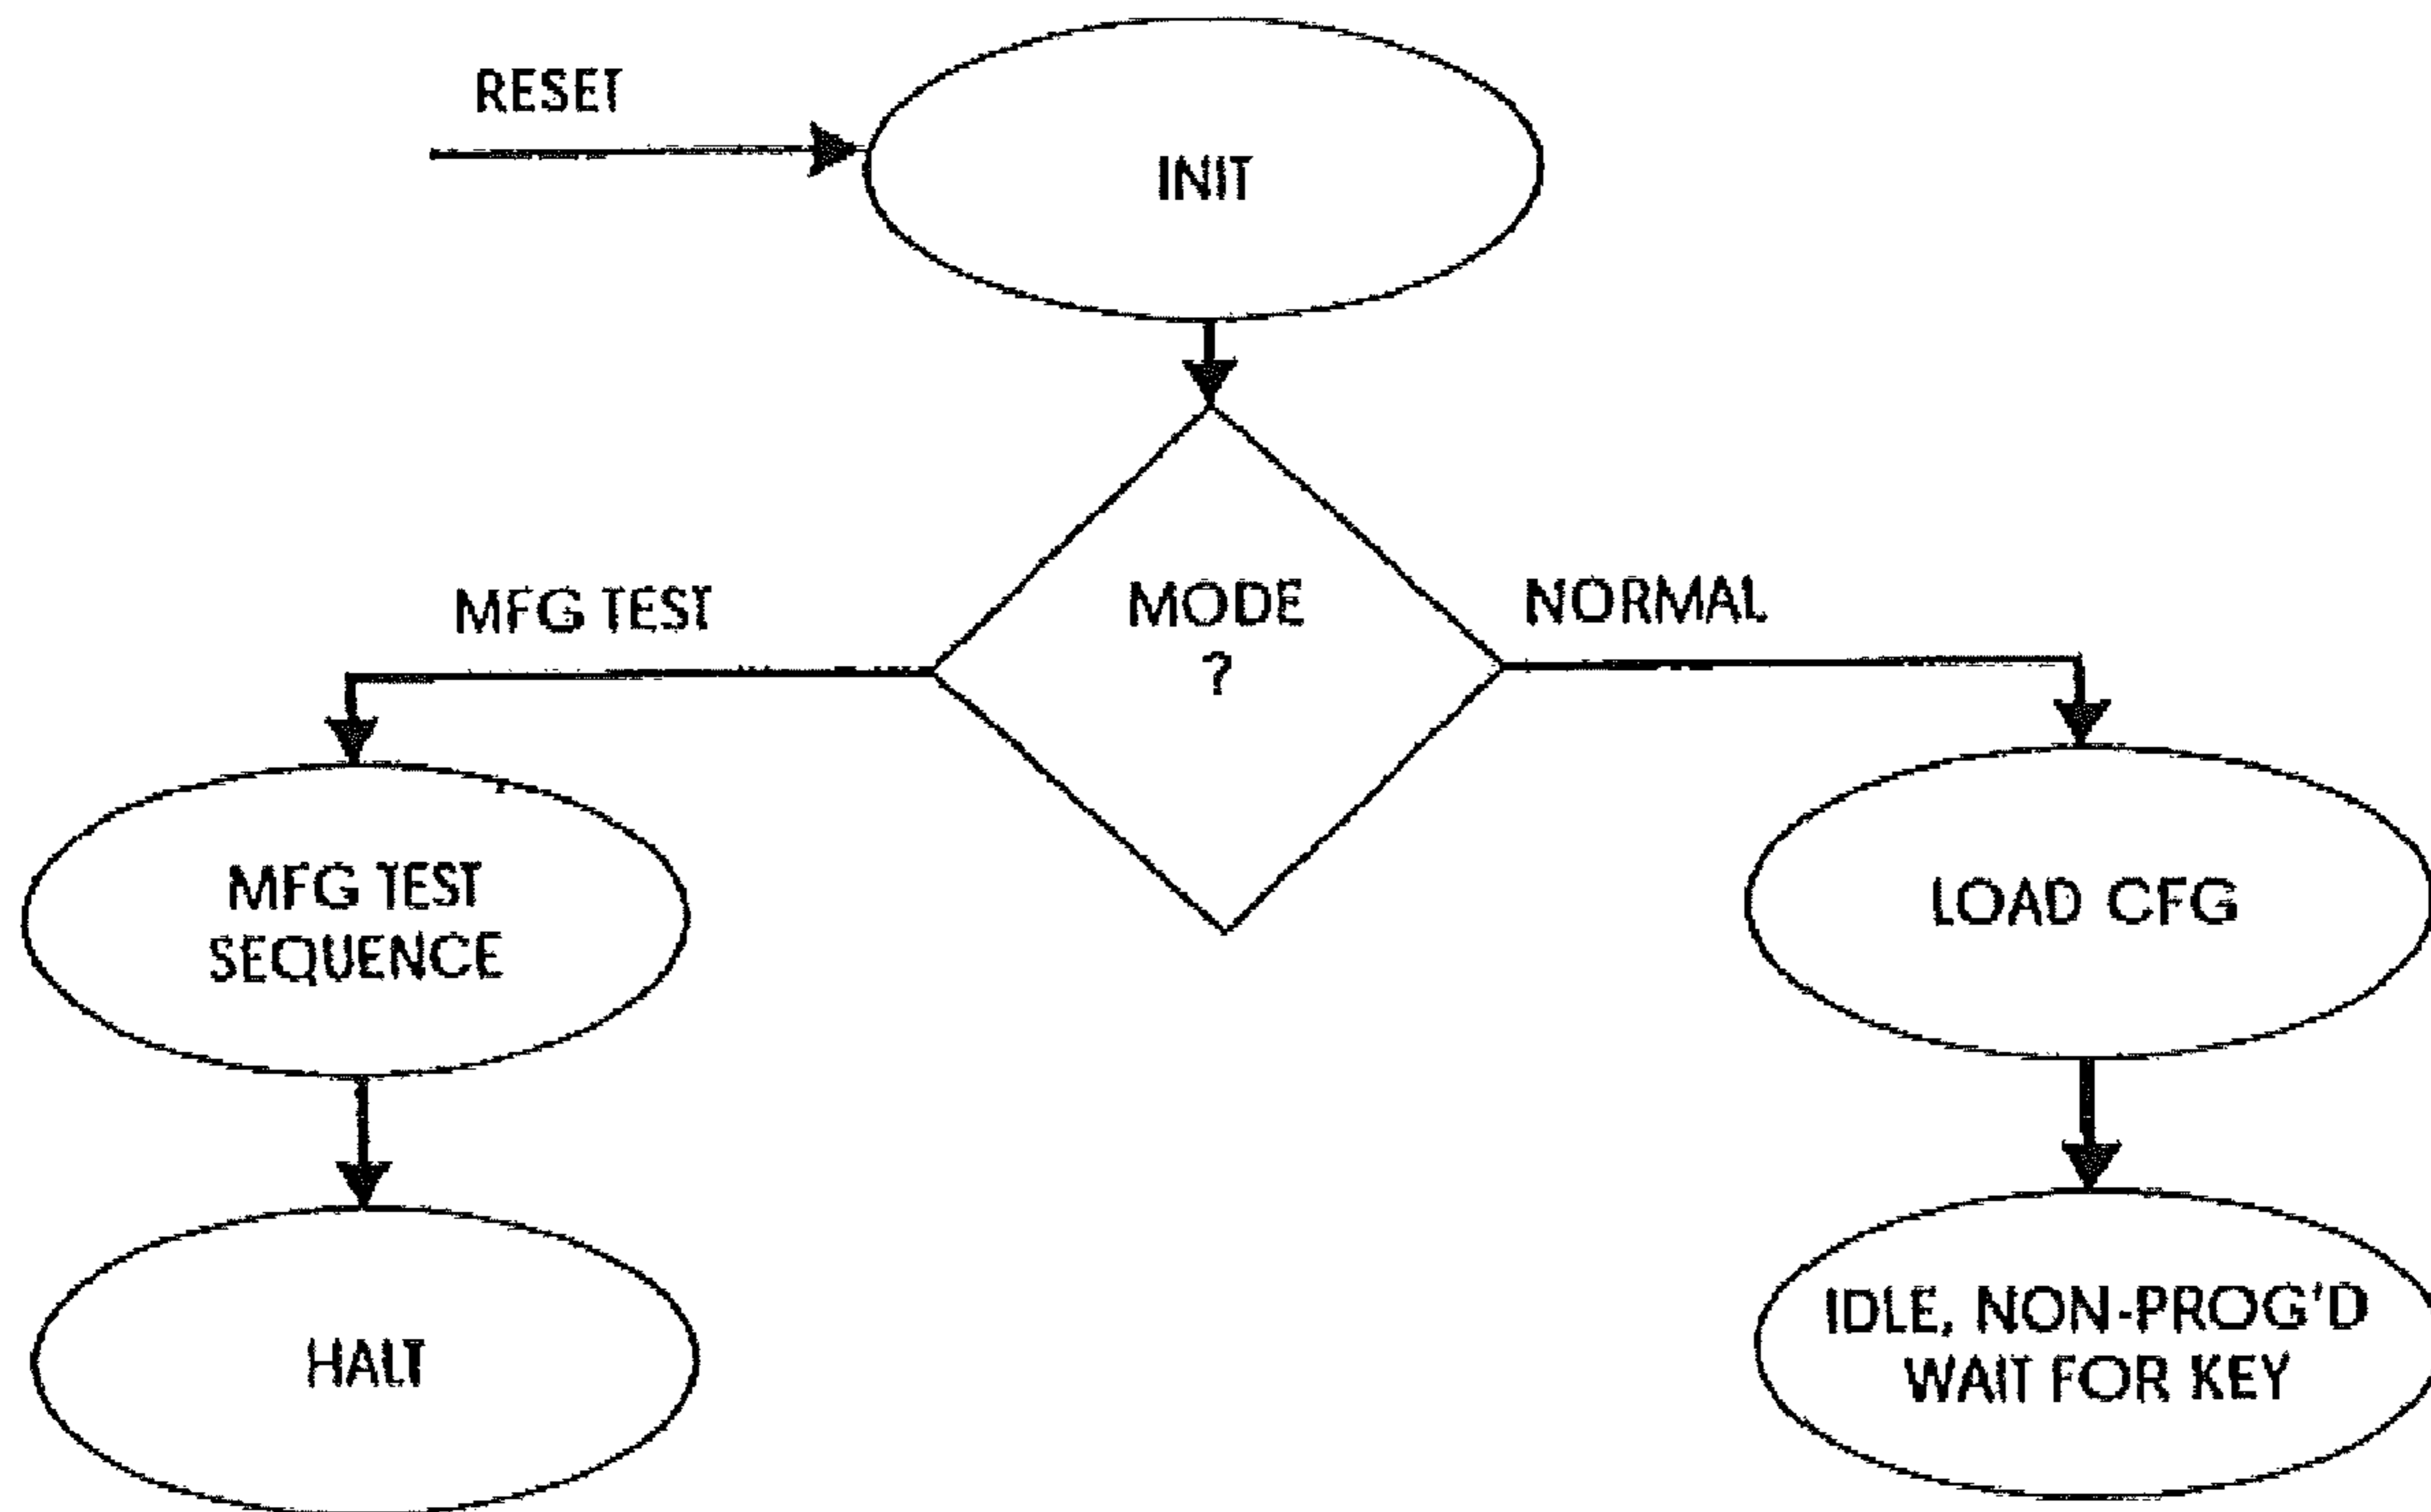 RESET
INIT
MFG TEST
MODE
?
NORMAL
MFG TEST
SEQUENCE
LOAD CFG
HALT
IDLE, NON-PROG'D
WAIT FOR KEY